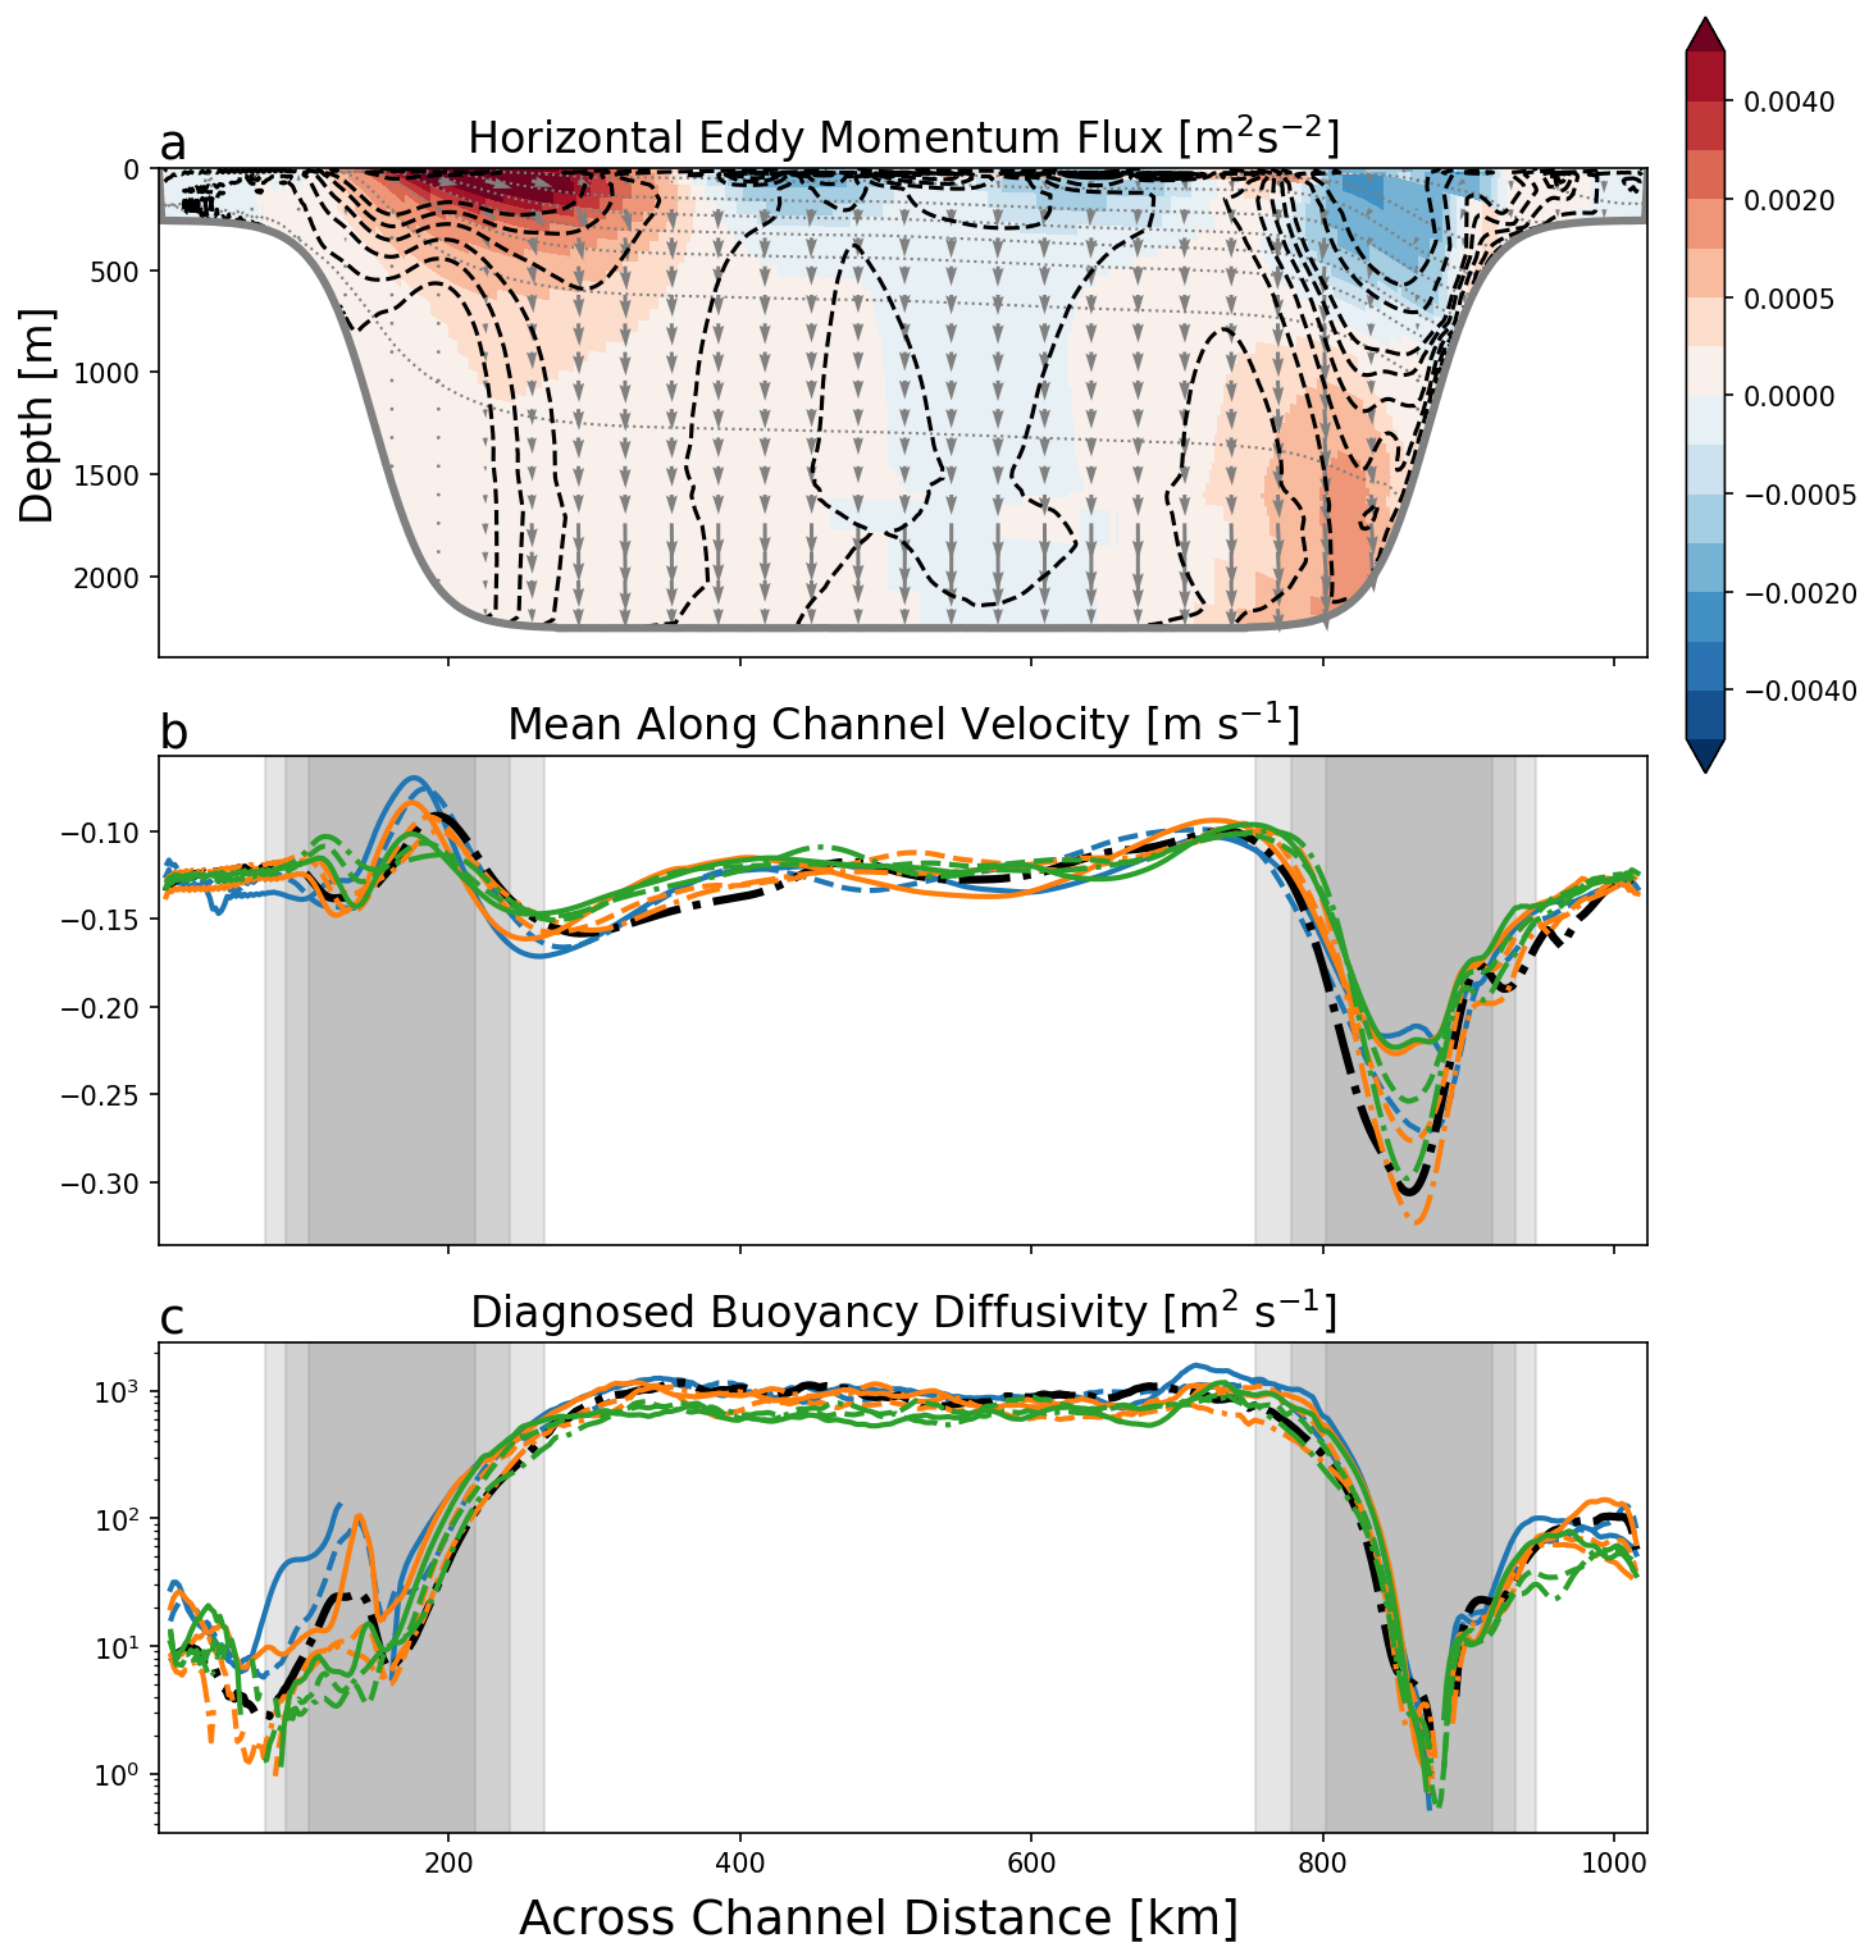 a
Horizontal Eddy Momentum Flux [m²s⁻²]
0
500
1000
1500
2000
Depth [m]
0.0040
0.0020
0.0005
0.0000
−0.0005
−0.0020
−0.0040
b
Mean Along Channel Velocity [m s⁻¹]
−0.10
−0.15
−0.20
−0.25
−0.30
c
Diagnosed Buoyancy Diffusivity [m² s⁻¹]
10³
10²
10¹
10⁰
200 400 600 800 1000
Across Channel Distance [km]